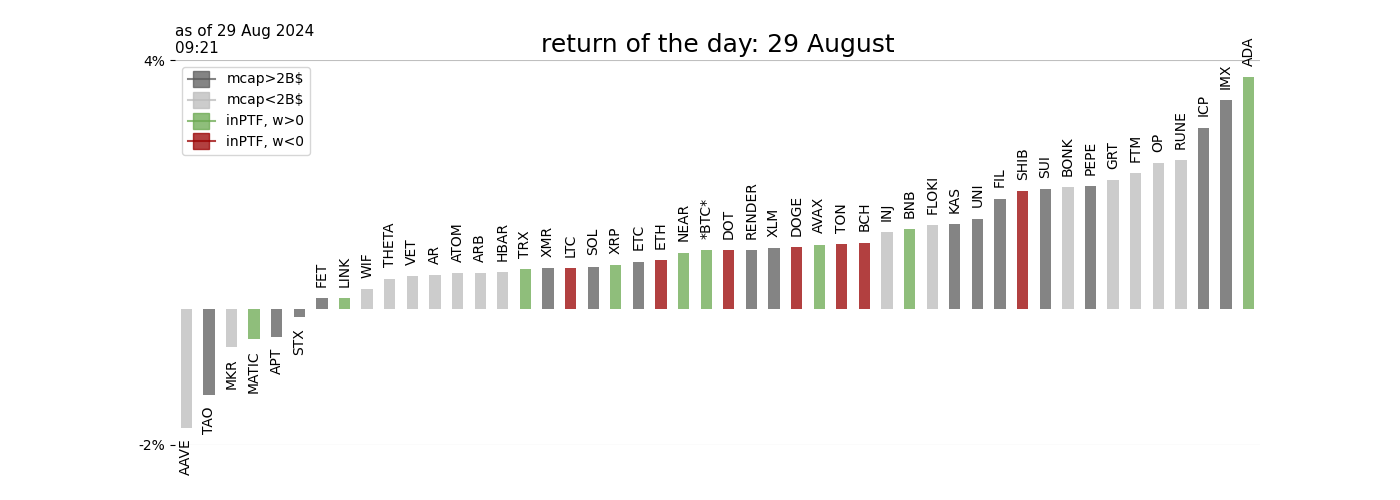 as of 29 Aug 2024
09:21
return of the day: 29 August
4%
-2%
mcap>2B$
mcap<2B$
inPTF, w>0
inPTF, w<0
AAVE
TAO
MKR
MATIC
APT
STX
FET
LINK
WIF
THETA
VET
AR
ATOM
ARB
HBAR
TRX
XMR
LTC
SOL
XRP
ETC
ETH
NEAR
*BTC*
DOT
RENDER
XLM
DOGE
AVAX
TON
BCH
INJ
BNB
FLOKI
KAS
UNI
FIL
SHIB
SUI
BONK
PEPE
GRT
FTM
OP
RUNE
ICP
IMX
ADA